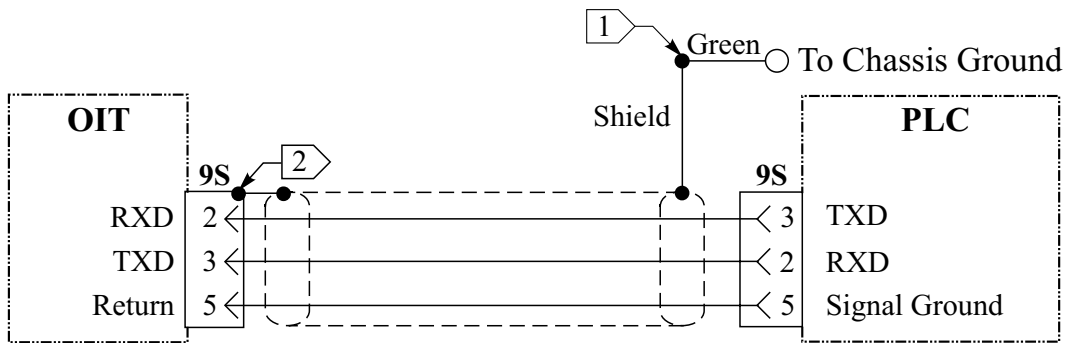 1
Green
To Chassis Ground
Shield
OIT
PLC
2
9S
9S
RXD 2
3 TXD
TXD 3
2 RXD
Return 5
5 Signal Ground